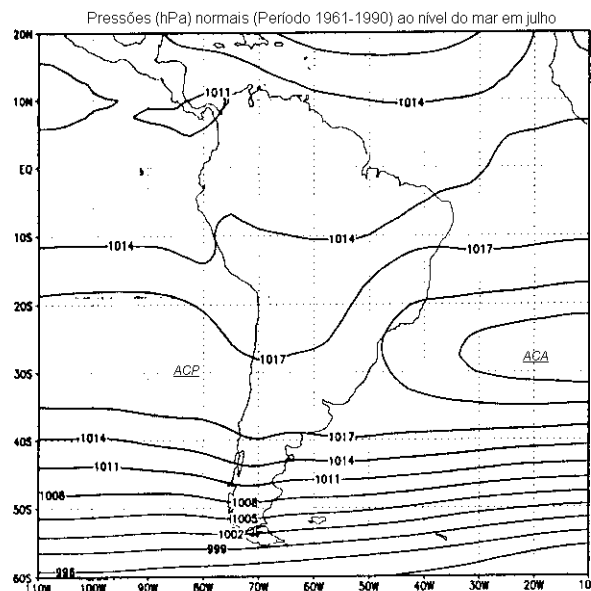 Pressões (hPa) normais (Período 1961-1990) ao nível do mar em julho
20N
1011
1014
10N
EQ
1014
1014
1017
10S
20S
1017
ACA
ACP
30S
1017
40S
1014
1014
1011
1011
1008
1008
50S
1005
1002
999
996
60S
110W 100W 90W 80W 70W 60W 50W 40W 30W 20W 10W